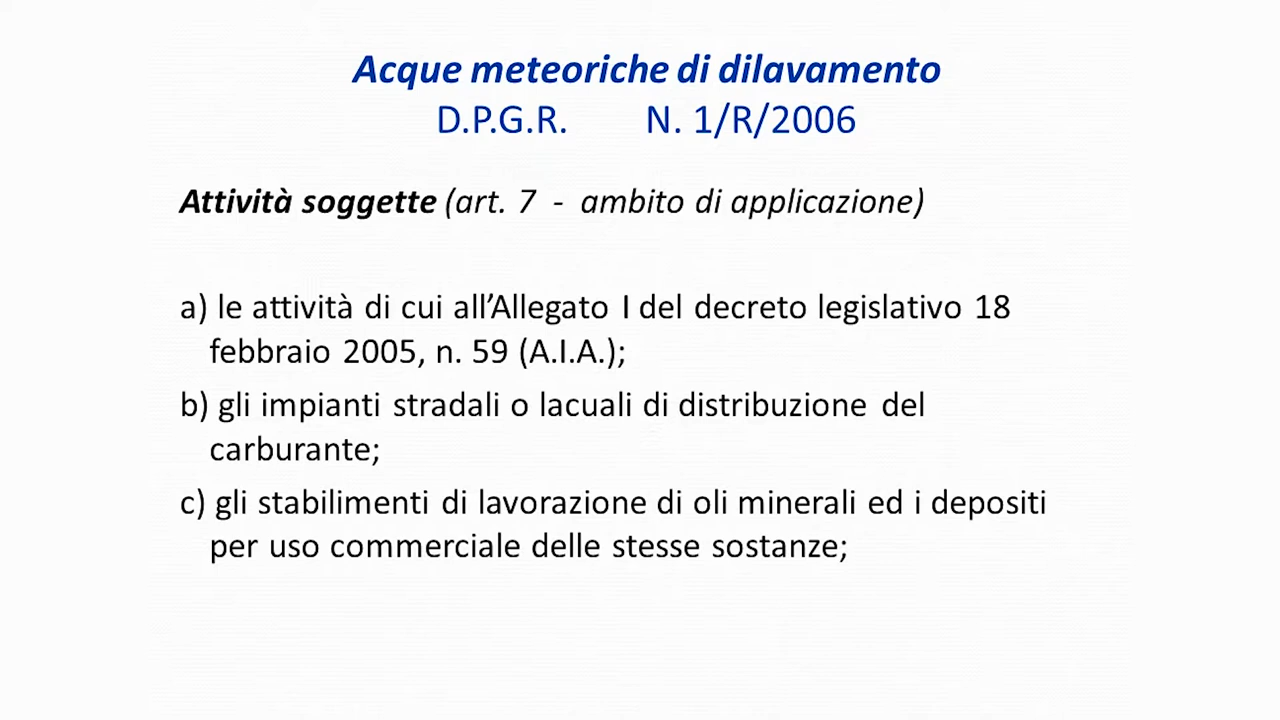 Acque meteoriche di dilavamento
D.P.G.R. N. 1/R/2006
Attività soggette (art. 7 - ambito di applicazione)
a) le attività di cui all’Allegato I del decreto legislativo 18
febbraio 2005, n. 59 (A.I.A.);
b) gli impianti stradali o lacuali di distribuzione del
carburante;
c) gli stabilimenti di lavorazione di oli minerali ed i depositi
per uso commerciale delle stesse sostanze;